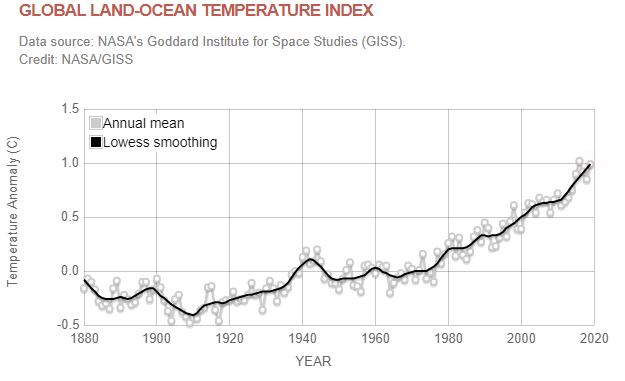 GLOBAL LAND-OCEAN TEMPERATURE INDEX
Data source: NASA's Goddard Institute for Space Studies (GISS).
Credit: NASA/GISS
1.5
Annual mean
Lowess smoothing
1.0
0.5
0.0
-0.5
Temperature Anomaly (C)
1880 1900 1920 1940 1960 1980 2000 2020
YEAR